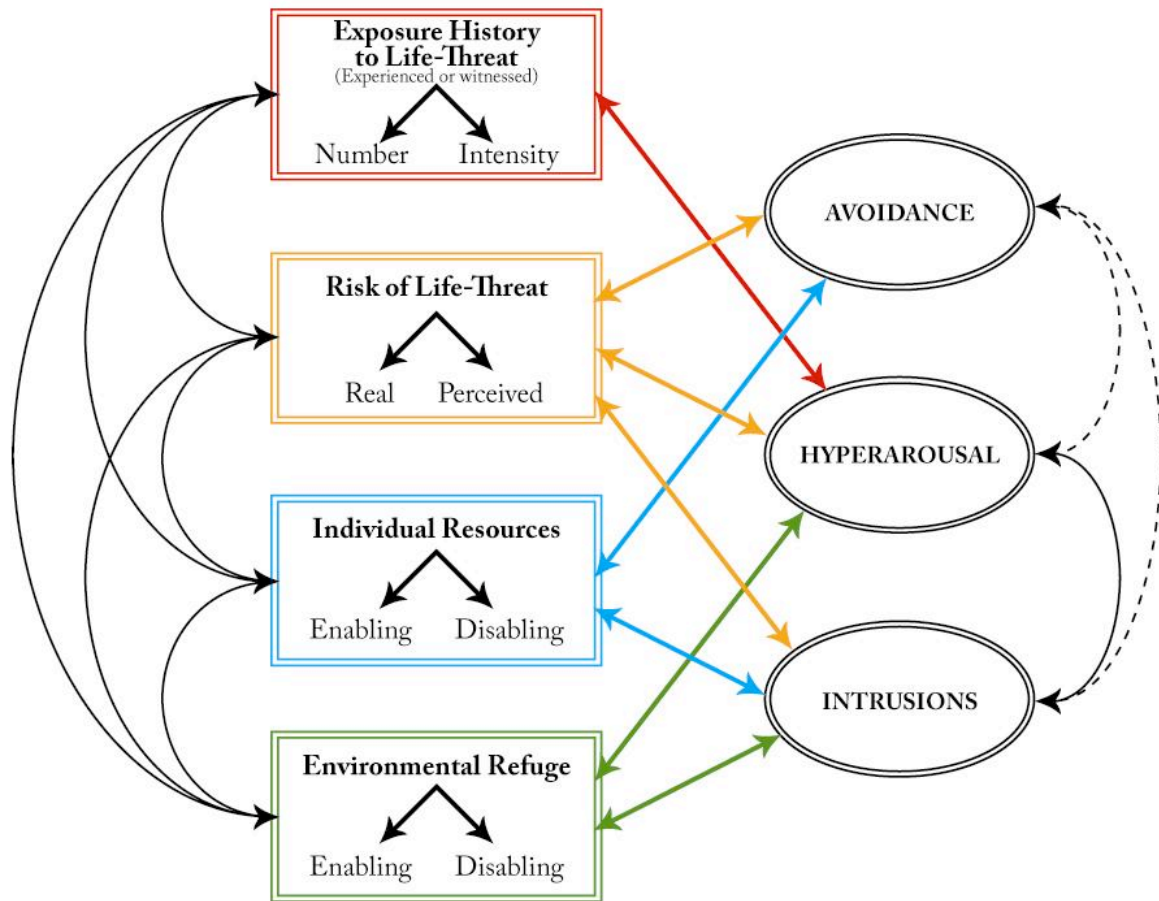 Exposure History
to Life-Threat
(Experienced or witnessed)
Number Intensity
Risk of Life-Threat
Real Perceived
Individual Resources
Enabling Disabling
Environmental Refuge
Enabling Disabling
AVOIDANCE
HYPERAROUSAL
INTRUSIONS